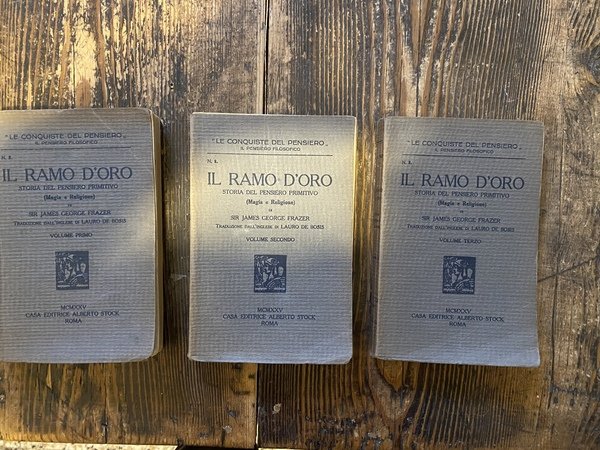 "LE CONQUISTE DEL PENSIERO„
IL PENSIERO FILOSOFICO
N. 2.
IL RAMO D'ORO
STORIA DEL PENSIERO PRIMITIVO
(Magia e Religione)
DI
SIR JAMES GEORGE FRAZER
TRADUZIONE DALL'INGLESE DI LAURO DE BOSIS
VOLUME PRIMO
MCMXXV
CASA EDITRICE ALBERTO STOCK
ROMA
"LE CONQUISTE DEL PENSIERO„
IL PENSIERO FILOSOFICO
N. 2.
IL RAMO D'ORO
STORIA DEL PENSIERO PRIMITIVO
(Magia e Religione)
DI
SIR JAMES GEORGE FRAZER
TRADUZIONE DALL'INGLESE DI LAURO DE BOSIS
VOLUME SECONDO
MCMXXV
CASA EDITRICE ALBERTO STOCK
ROMA
"LE CONQUISTE DEL PENSIERO„
IL PENSIERO FILOSOFICO
N. 2.
IL RAMO D'ORO
STORIA DEL PENSIERO PRIMITIVO
(Magia e Religione)
DI
SIR JAMES GEORGE FRAZER
TRADUZIONE DALL'INGLESE DI LAURO DE BOSIS
VOLUME TERZO
MCMXXV
CASA EDITRICE ALBERTO STOCK
ROMA